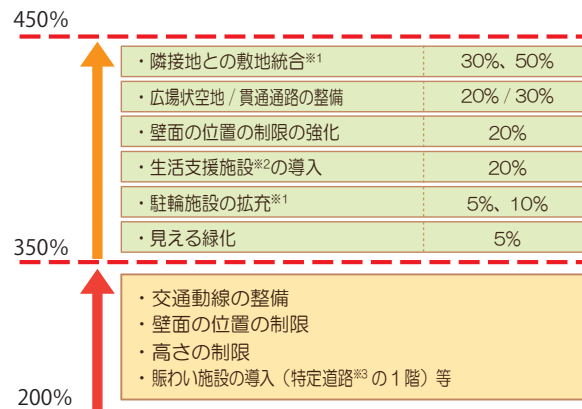 450%
・隣接地との敷地統合※1 30%、50%
・広場状空地 / 貫通通路の整備 20% / 30%
・壁面の位置の制限の強化 20%
・生活支援施設※2の導入 20%
・駐輪施設の拡充※1 5%、10%
・見える緑化 5%
350%
・交通動線の整備
・壁面の位置の制限
・高さの制限
・賑わい施設の導入（特定道路※3 の 1 階）等
200%